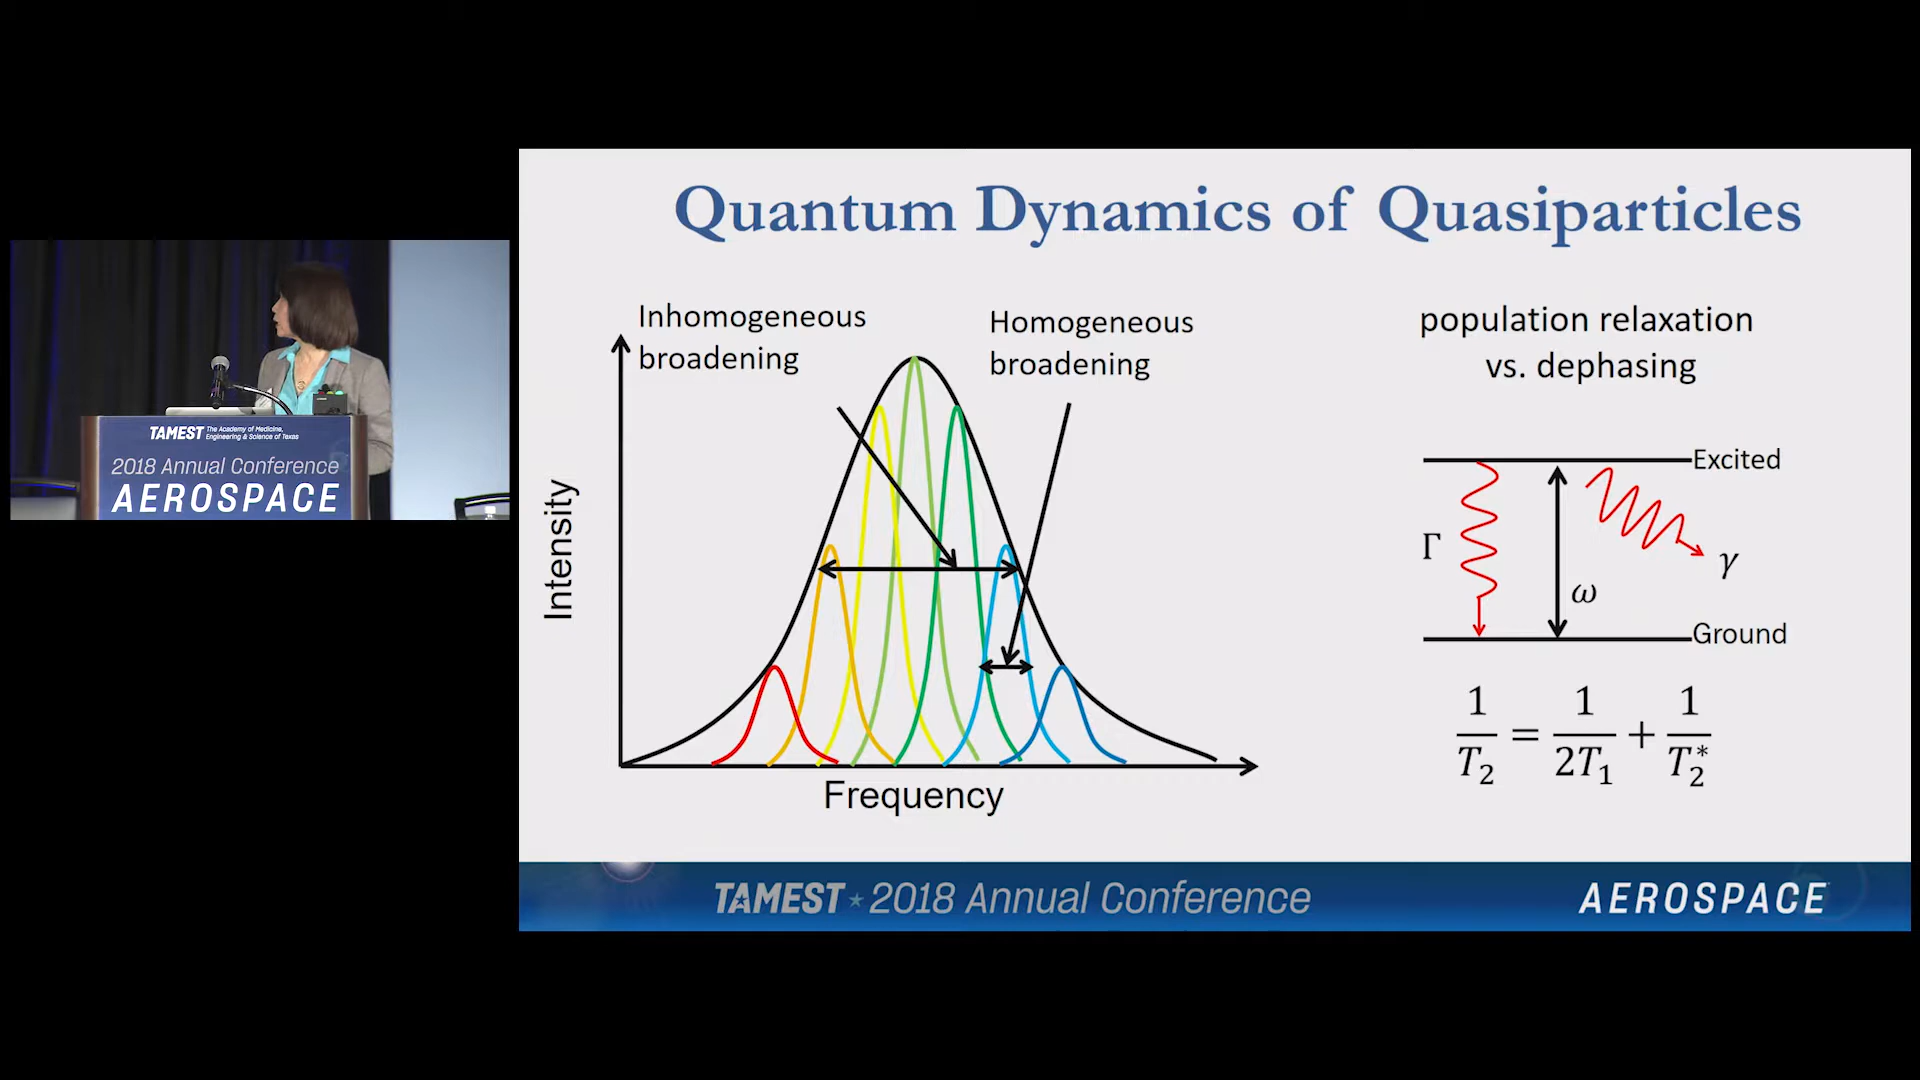 TAMEST The Academy of Medicine,
Engineering & Science of Texas
2018 Annual Conference
AEROSPACE
Quantum Dynamics of Quasiparticles
Inhomogeneous
broadening
Homogeneous
broadening
Intensity
Frequency
population relaxation
vs. dephasing
Excited
Γ
γ
ω
Ground
1/T₂ = 1/2T₁ + 1/T₂*
TAMEST ★ 2018 Annual Conference
AEROSPACE